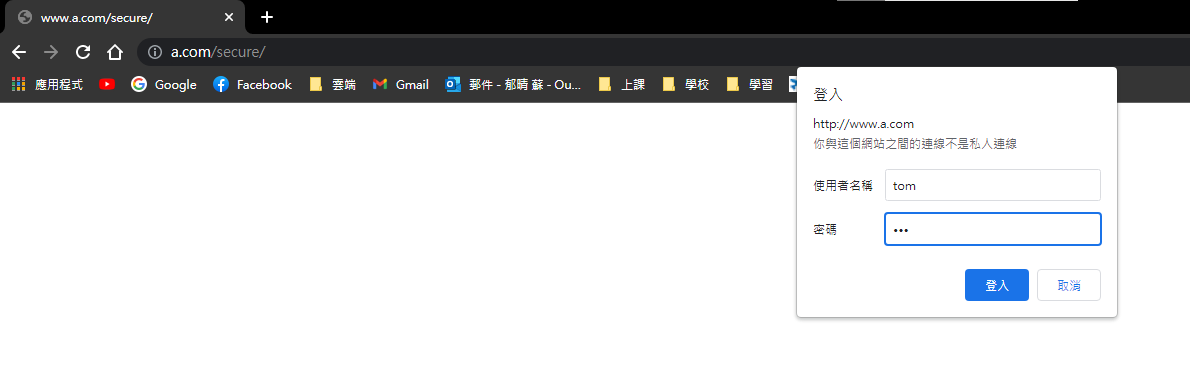 www.a.com/secure/
a.com/secure/
應用程式 Google Facebook 雲端 Gmail 郵件 - 郁晴 蘇 - Ou... 上課 學校 學習
登入
http://www.a.com
你與這個網站之間的連線不是私人連線
使用者名稱 tom
密碼 •••
登入 取消